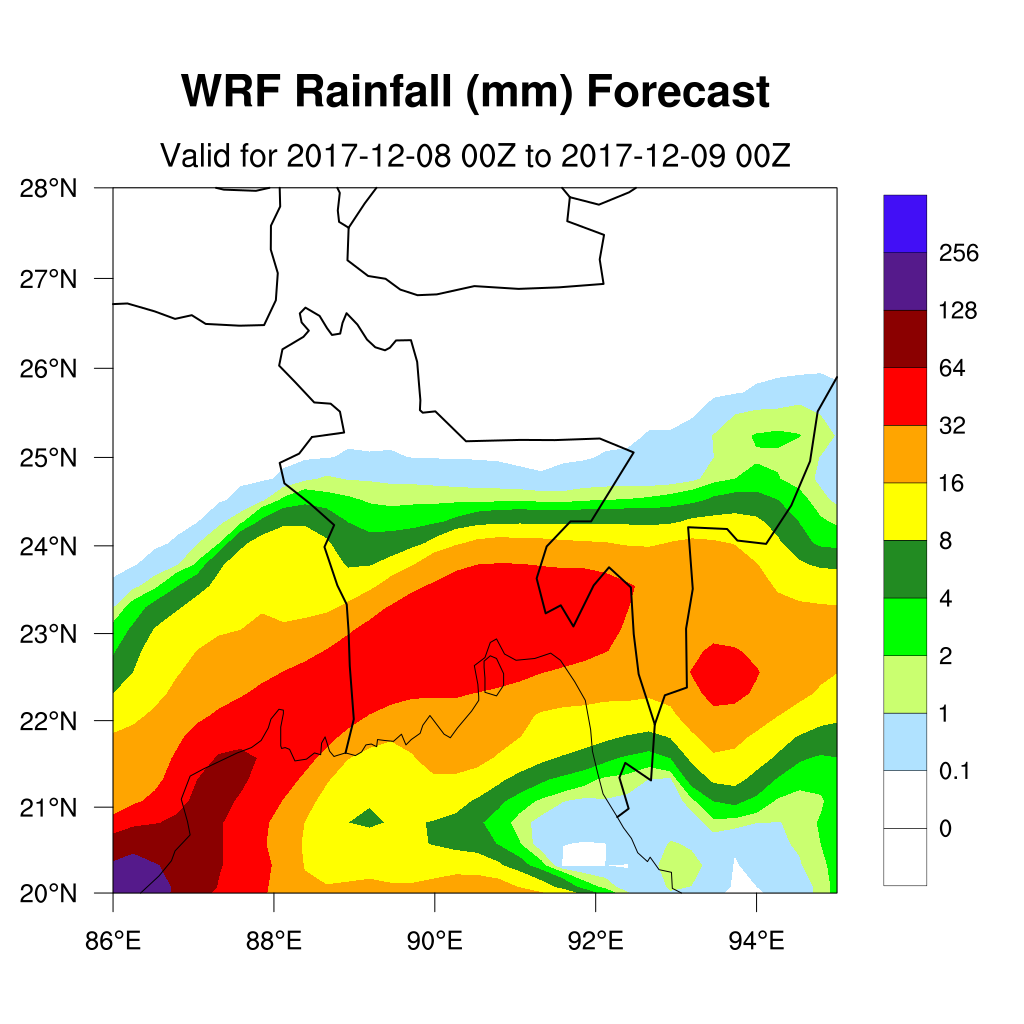 WRF Rainfall (mm) Forecast
Valid for 2017-12-08 00Z to 2017-12-09 00Z
28°N
27°N
26°N
25°N
24°N
23°N
22°N
21°N
20°N
86°E
88°E
90°E
92°E
94°E
256
128
64
32
16
8
4
2
1
0.1
0